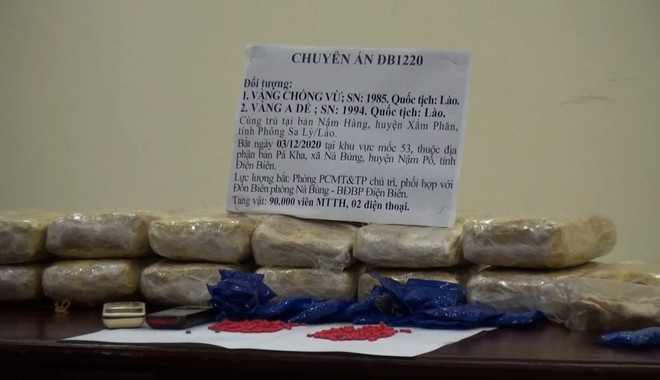 CHUYÊN ÁN ĐB1220
Đối tượng:
1. VÀNG CHÔNG VỪ; SN: 1985. Quốc tịch: Lào.
2. VÀNG A DÊ ; SN: 1994. Quốc tịch: Lào.
Cùng trú tại bản Nậm Hàng, huyện Xăm Phăn,
tỉnh Phông Sa Lỳ/Lào.
Bắt ngày 03/12/2020 tại khu vực mốc 53, thuộc địa
phận bản Pá Kha, xã Nà Bủng, huyện Nậm Pồ, tỉnh
Điện Biên.
Lực lượng bắt: Phòng PCMT&TP chủ trì, phối hợp với
Đồn Biên phòng Nà Bủng - BĐBP Điện Biên.
Tang vật: 90.000 viên MTTH, 02 điện thoại.